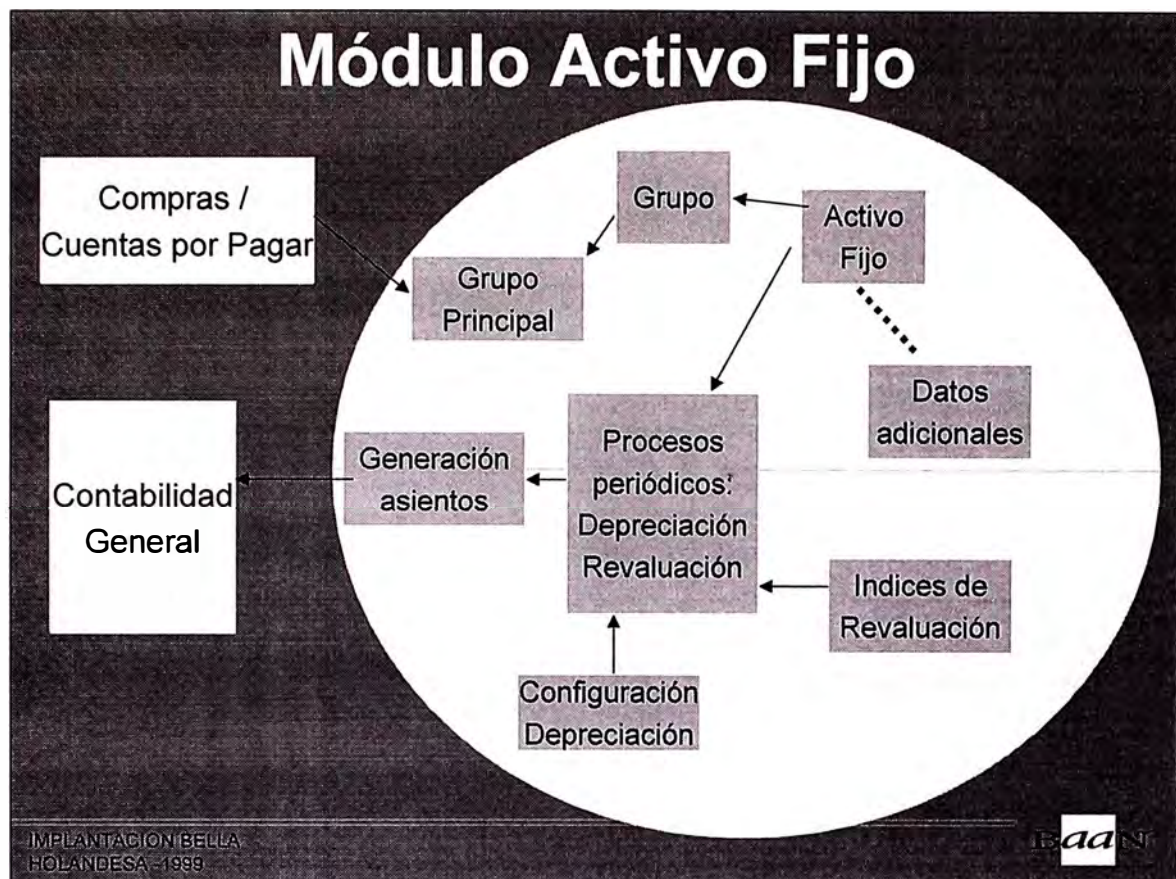 Módulo Activo Fijo
Compras /
Cuentas por Pagar
Grupo
Activo
Fijo
Grupo
Principal
Datos
adicionales
Contabilidad
General
Generación
asientos
Procesos
periódicos:
Depreciación
Revaluación
Indices de
Revaluación
Configuración
Depreciación
IMPLANTACION BELLA
HOLANDESA -1999
BaaN